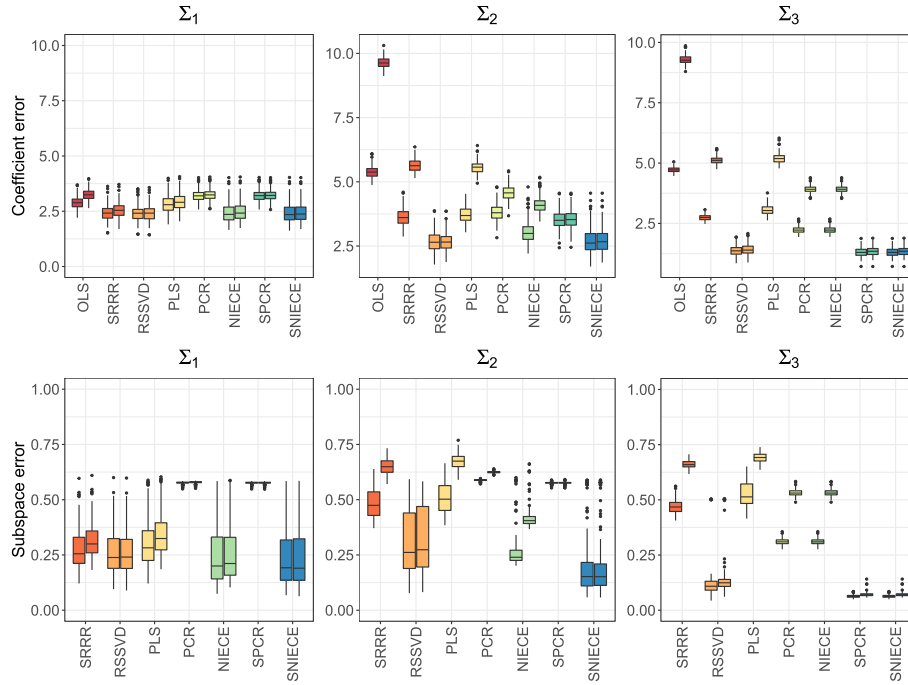 Σ1 Σ2 Σ3
Coefficient error
10.0
7.5
5.0
2.5
0.0
OLS SRRR RSSVD PLS PCR NIECE SPCR SNIECE
10.0
7.5
5.0
2.5
OLS SRRR RSSVD PLS PCR NIECE SPCR SNIECE
10.0
7.5
5.0
2.5
OLS SRRR RSSVD PLS PCR NIECE SPCR SNIECE
Σ1 Σ2 Σ3
Subspace error
1.00
0.75
0.50
0.25
0.00
SRRR RSSVD PLS PCR NIECE SPCR SNIECE
1.00
0.75
0.50
0.25
0.00
SRRR RSSVD PLS PCR NIECE SPCR SNIECE
1.00
0.75
0.50
0.25
0.00
SRRR RSSVD PLS PCR NIECE SPCR SNIECE